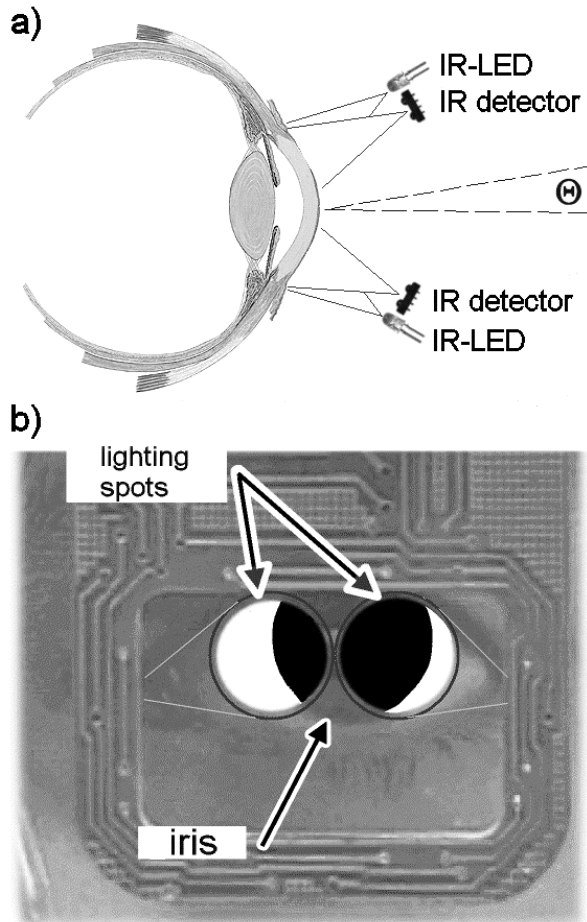 a)
IR-LED
IR detector
Θ
IR detector
IR-LED
b)
lighting
spots
iris